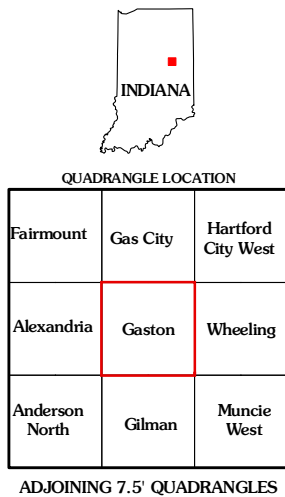 INDIANA
QUADRANGLE LOCATION
Fairmount
Gas City
Hartford
City West
Alexandria
Gaston
Wheeling
Anderson
North
Gilman
Muncie
West
ADJOINING 7.5' QUADRANGLES